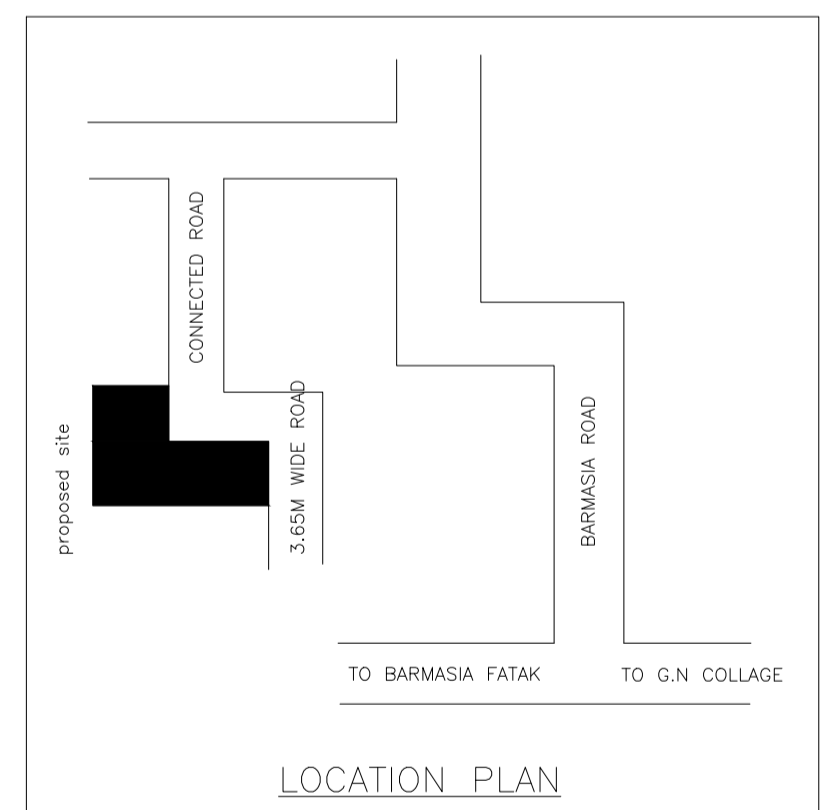 CONNECTED ROAD
proposed site
3.65M WIDE ROAD
BARMASIA ROAD
TO BARMASIA FATAK
TO G.N COLLAGE
LOCATION PLAN